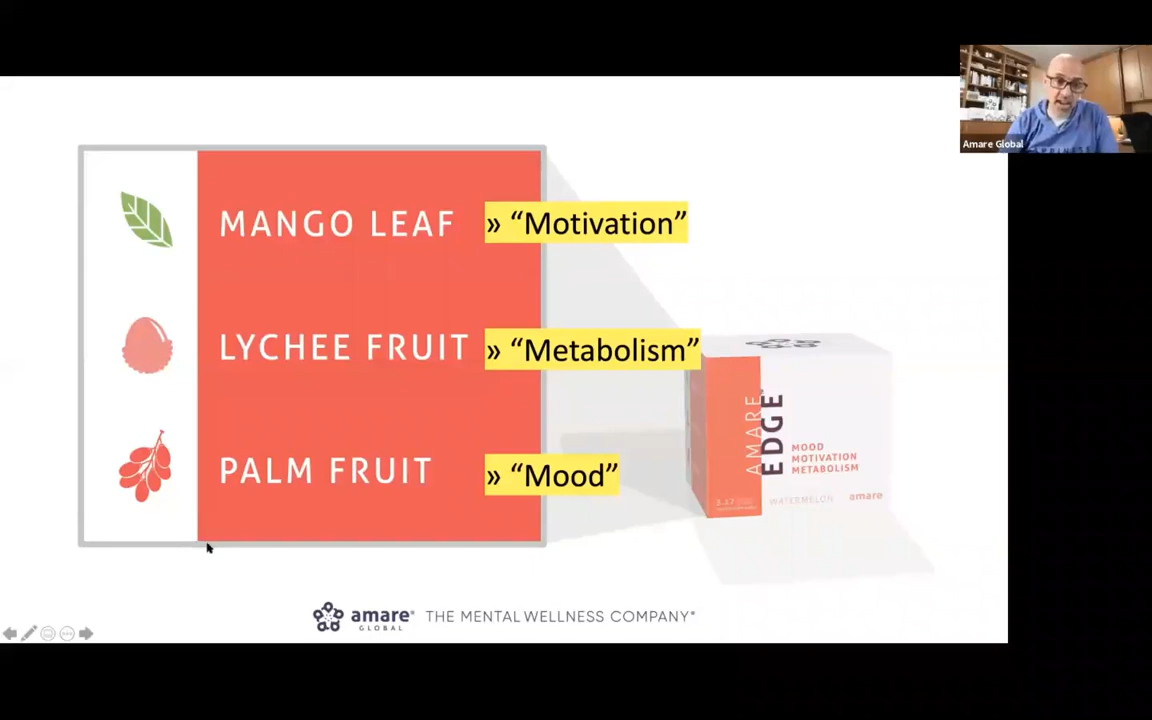 Amare Global
MANGO LEAF » “Motivation”
LYCHEE FRUIT » “Metabolism”
PALM FRUIT » “Mood”
AMARE
EDGE
MOOD
MOTIVATION
METABOLISM
WATERMELON
amare
amare
GLOBAL
THE MENTAL WELLNESS COMPANY